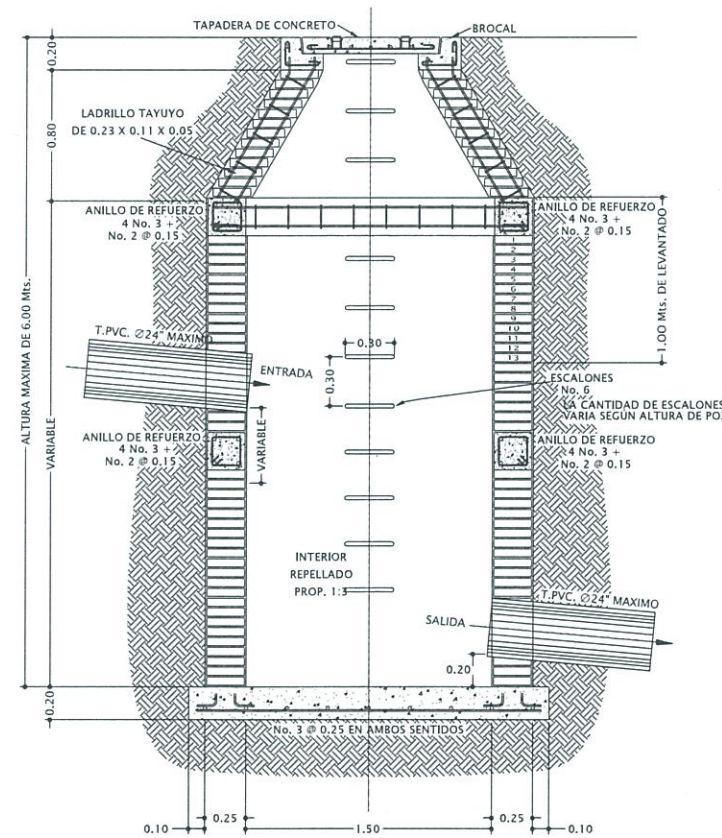 TAPADERA DE CONCRETO
BROCAL
0.20
LADRILLO TAYUYO
DE 0.23 X 0.11 X 0.05
0.80
ANILLO DE REFUERZO
4 No. 3 +
No. 2 @ 0.15
ANILLO DE REFUERZO
4 No. 3 +
No. 2 @ 0.15
1
2
3
4
5
6
7
8
9
10
11
12
13
1.00 Mts. DE LEVANTADO
ALTURA MAXIMA DE 6.00 Mts.
VARIABLE
T.PVC. Ø24" MAXIMO
ENTRADA
0.30
0.30
ESCALONES
No. 6
LA CANTIDAD DE ESCALONES
VARIA SEGÚN ALTURA DE POZ
ANILLO DE REFUERZO
4 No. 3 +
No. 2 @ 0.15
VARIABLE
ANILLO DE REFUERZO
4 No. 3 +
No. 2 @ 0.15
INTERIOR
REPELLADO
PROP. 1:3
T.PVC. Ø24" MAXIMO
SALIDA
0.20
0.20
No. 3 @ 0.25 EN AMBOS SENTIDOS
0.10
0.25
1.50
0.25
0.10